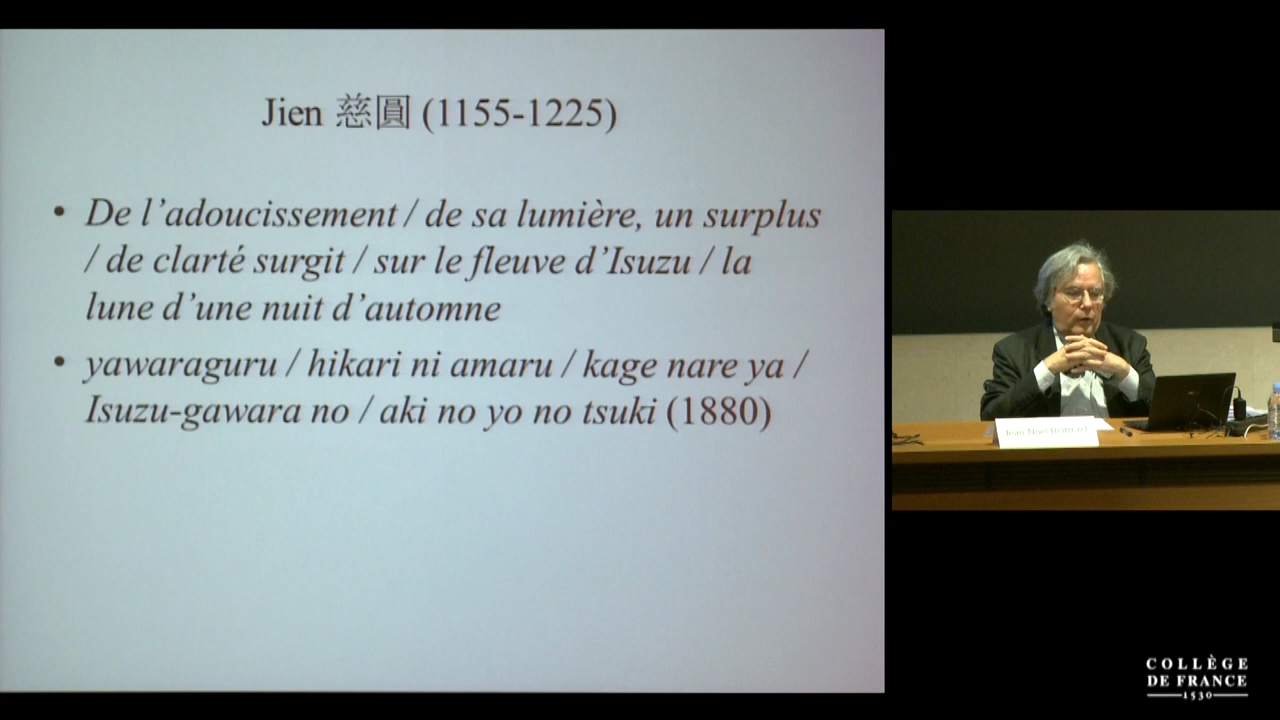 Jien 慈圓 (1155-1225)
• De l’adoucissement / de sa lumière, un surplus
/ de clarté surgit / sur le fleuve d’Isuzu / la
lune d’une nuit d’automne
• yawaraguru / hikari ni amaru / kage nare ya /
Isuzu-gawara no / aki no yo no tsuki (1880)
Jean-Noël
COLLÈGE
DE FRANCE
1530